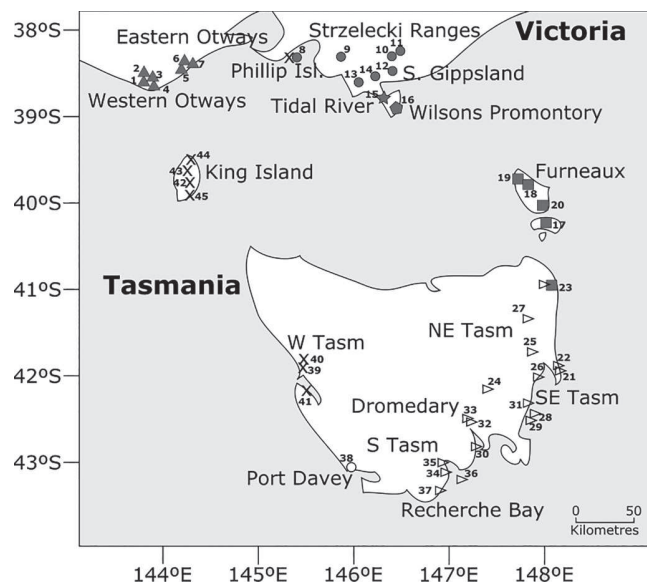 38ºS
39ºS
40ºS
41ºS
42ºS
43ºS
Victoria
Strzelecki Ranges
Eastern Otways
Phillip Isl.
S. Gippsland
Western Otways
Tidal River
Wilsons Promontory
1
2
3
4
5
6
7
8
9
10
11
12
13
14
15
16
King Island
44
43
42
45
Furneaux
19
18
20
17
Tasmania
23
27
NE Tasm
25
22
26
21
W Tasm
40
39
41
24
SE Tasm
31
28
29
Dromedary
33
32
30
S Tasm
38
35
34
36
37
Port Davey
Recherche Bay
0 50
Kilometres
144ºE 145ºE 146ºE 147ºE 148ºE